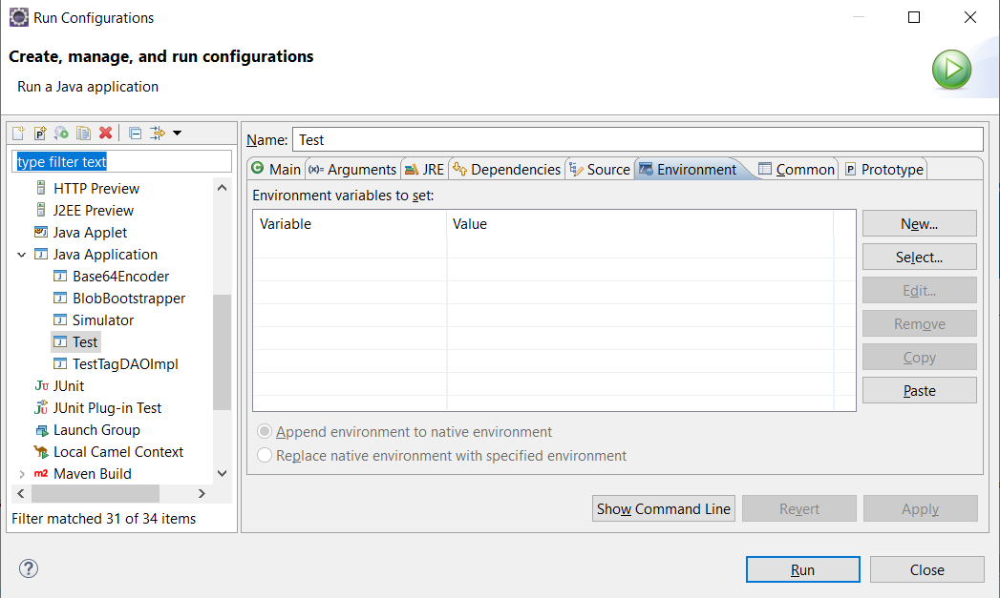 Run Configurations
Create, manage, and run configurations
Run a Java application
type filter text
HTTP Preview
J2EE Preview
Java Applet
Java Application
Base64Encoder
BlobBootstrapper
Simulator
Test
TestTagDAOImpl
JUnit
JUnit Plug-in Test
Launch Group
Local Camel Context
m2 Maven Build
Filter matched 31 of 34 items
Name: Test
Main (x)= Arguments JRE Dependencies Source Environment Common Prototype
Environment variables to set:
Variable Value
New...
Select...
Edit...
Remove
Copy
Paste
Append environment to native environment
Replace native environment with specified environment
Show Command Line Revert Apply
? Run Close